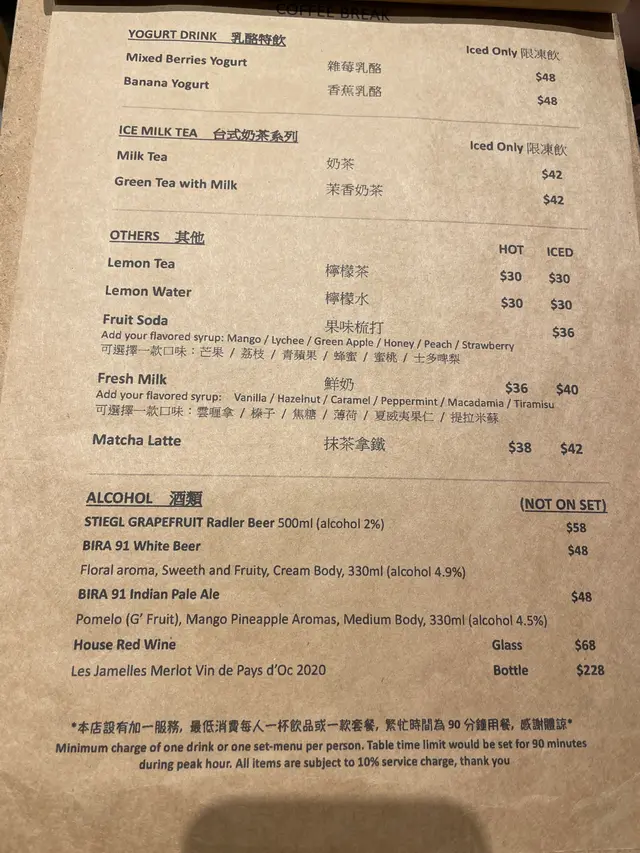 COFFEE BREAK
YOGURT DRINK 乳酪特飲 Iced Only 限凍飲
Mixed Berries Yogurt 雜莓乳酪 $48
Banana Yogurt 香蕉乳酪 $48
ICE MILK TEA 台式奶茶系列 Iced Only 限凍飲
Milk Tea 奶茶 $42
Green Tea with Milk 茉香奶茶 $42
OTHERS 其他 HOT ICED
Lemon Tea 檸檬茶 $30 $30
Lemon Water 檸檬水 $30 $30
Fruit Soda 果味梳打 $36
Add your flavored syrup: Mango / Lychee / Green Apple / Honey / Peach / Strawberry
可選擇一款口味：芒果 / 荔枝 / 青蘋果 / 蜂蜜 / 蜜桃 / 士多啤梨
Fresh Milk 鮮奶 $36 $40
Add your flavored syrup: Vanilla / Hazelnut / Caramel / Peppermint / Macadamia / Tiramisu
可選擇一款口味：雲喱拿 / 榛子 / 焦糖 / 薄荷 / 夏威夷果仁 / 提拉米蘇
Matcha Latte 抹茶拿鐵 $38 $42
ALCOHOL 酒類 (NOT ON SET)
STIEGL GRAPEFRUIT Radler Beer 500ml (alcohol 2%) $58
BIRA 91 White Beer $48
Floral aroma, Sweeth and Fruity, Cream Body, 330ml (alcohol 4.9%)
BIRA 91 Indian Pale Ale $48
Pomelo (G' Fruit), Mango Pineapple Aromas, Medium Body, 330ml (alcohol 4.5%)
House Red Wine Glass $68
Les Jamelles Merlot Vin de Pays d'Oc 2020 Bottle $228
*本店設有加一服務, 最低消費每人一杯飲品或一款套餐, 繁忙時間為 90 分鐘用餐, 感謝體諒*
Minimum charge of one drink or one set-menu per person. Table time limit would be set for 90 minutes
during peak hour. All items are subject to 10% service charge, thank you